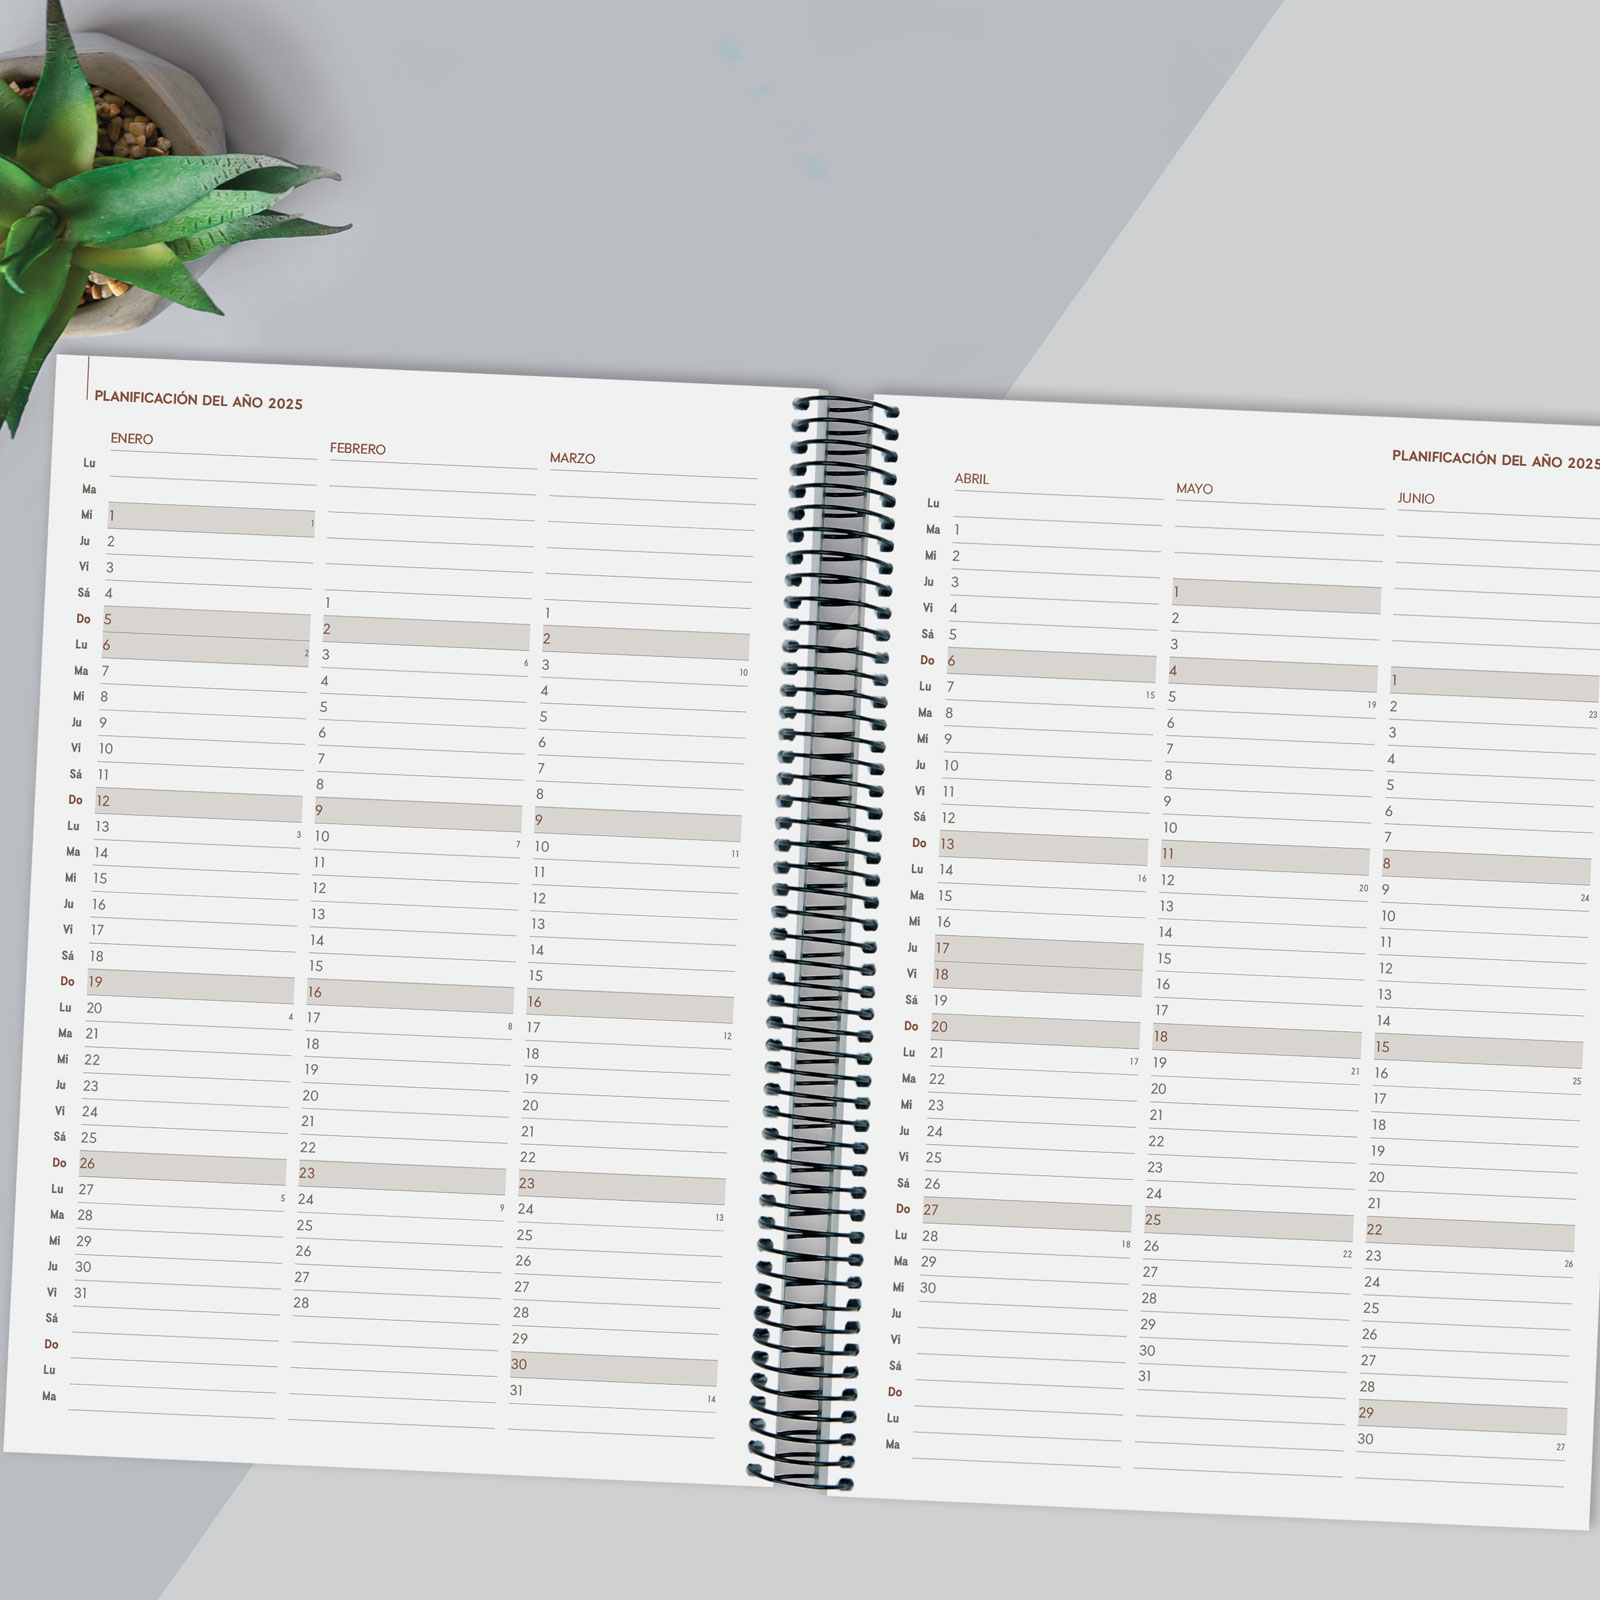 PLANIFICACIÓN DEL AÑO 2025
ENERO FEBRERO MARZO
Lu
Ma
Mi 1 1
Ju 2
Vi 3
Sá 4 1 1
Do 5 2 2
Lu 6 2 3 6 3 10
Ma 7 4 4
Mi 8 5 5
Ju 9 6 6
Vi 10 7 7
Sá 11 8 8
Do 12 9 9
Lu 13 3 10 7 10 11
Ma 14 11 11
Mi 15 12 12
Ju 16 13 13
Vi 17 14 14
Sá 18 15 15
Do 19 16 16
Lu 20 4 17 8 17 12
Ma 21 18 18
Mi 22 19 19
Ju 23 20 20
Vi 24 21 21
Sá 25 22 22
Do 26 23 23
Lu 27 5 24 9 24 13
Ma 28 25 25
Mi 29 26 26
Ju 30 27 27
Vi 31 28 28
Sá 29
Do 30
Lu 31 14
Ma
PLANIFICACIÓN DEL AÑO 2025
ABRIL MAYO JUNIO
Lu
Ma 1
Mi 2
Ju 3 1
Vi 4 2
Sá 5 3
Do 6 4 1
Lu 7 15 5 19 2 23
Ma 8 6 3
Mi 9 7 4
Ju 10 8 5
Vi 11 9 6
Sá 12 10 7
Do 13 11 8
Lu 14 16 12 20 9 24
Ma 15 13 10
Mi 16 14 11
Ju 17 15 12
Vi 18 16 13
Sá 19 17 14
Do 20 18 15
Lu 21 17 19 21 16 25
Ma 22 20 17
Mi 23 21 18
Ju 24 22 19
Vi 25 23 20
Sá 26 24 21
Do 27 25 22
Lu 28 18 26 22 23 26
Ma 29 27 24
Mi 30 28 25
Ju 29 26
Vi 30 27
Sá 31 28
Do 29
Lu 30 27
Ma